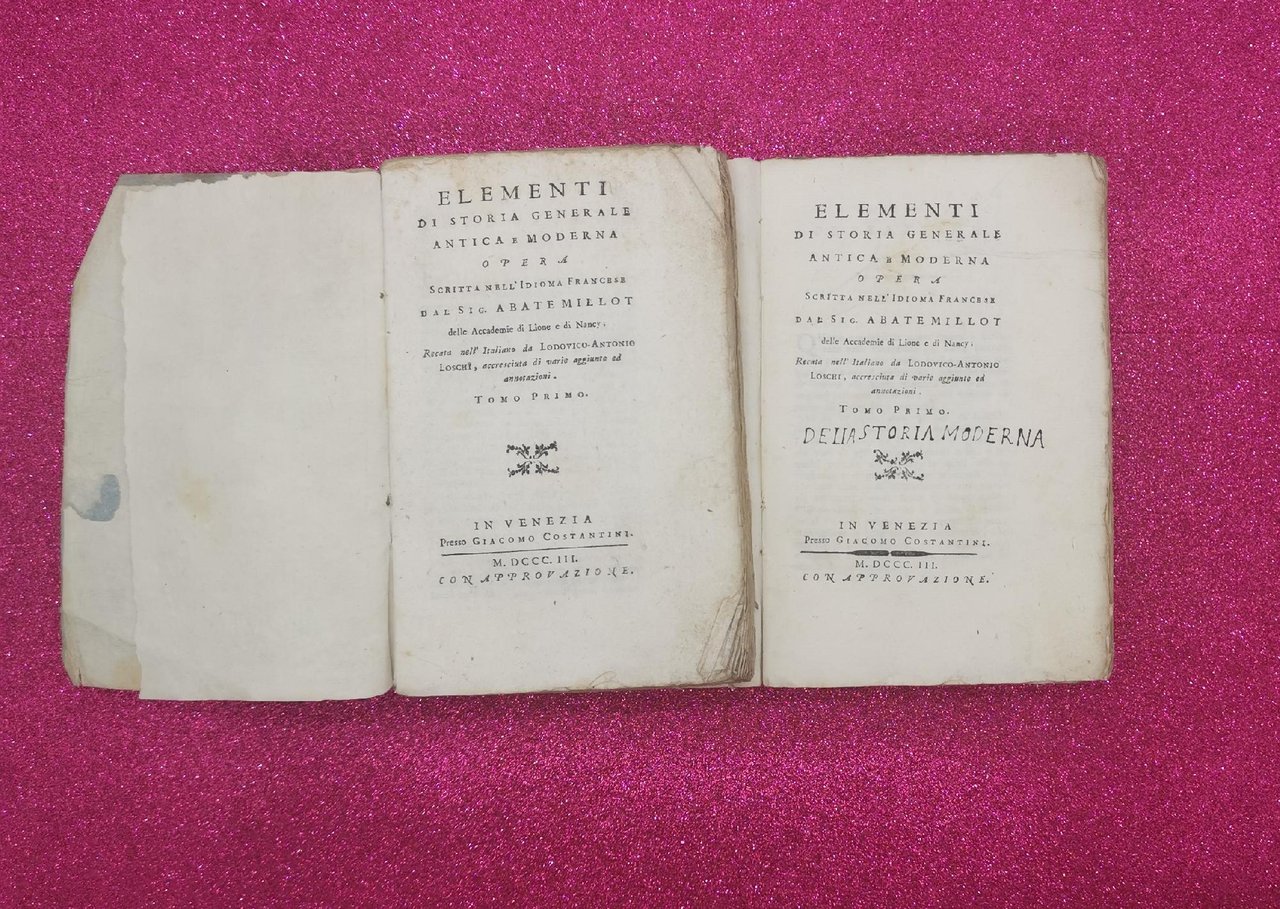 ELEMENTI
DI STORIA GENERALE
ANTICA E MODERNA
OPERA
SCRITTA NELL'IDIOMA FRANCESE
DAL SIG. ABATE MILLOT
delle Accademie di Lione e di Nancy;
Recata nell'Italiano da LODOVICO-ANTONIO
LOSCHI, accresciuta di varie aggiunte ed
annotazioni.
TOMO PRIMO.
IN VENEZIA
Presso GIACOMO COSTANTINI.
M. DCCC. III.
CON APPROVAZIONE.
ELEMENTI
DI STORIA GENERALE
ANTICA E MODERNA
OPERA
SCRITTA NELL'IDIOMA FRANCESE
DAL SIG. ABATE MILLOT
delle Accademie di Lione e di Nancy;
Recata nell'Italiano da LODOVICO-ANTONIO
LOSCHI, accresciuta di varie aggiunte ed
annotazioni.
TOMO PRIMO.
DELLA STORIA MODERNA
IN VENEZIA
Presso GIACOMO COSTANTINI.
M. DCCC. III.
CON APPROVAZIONE.